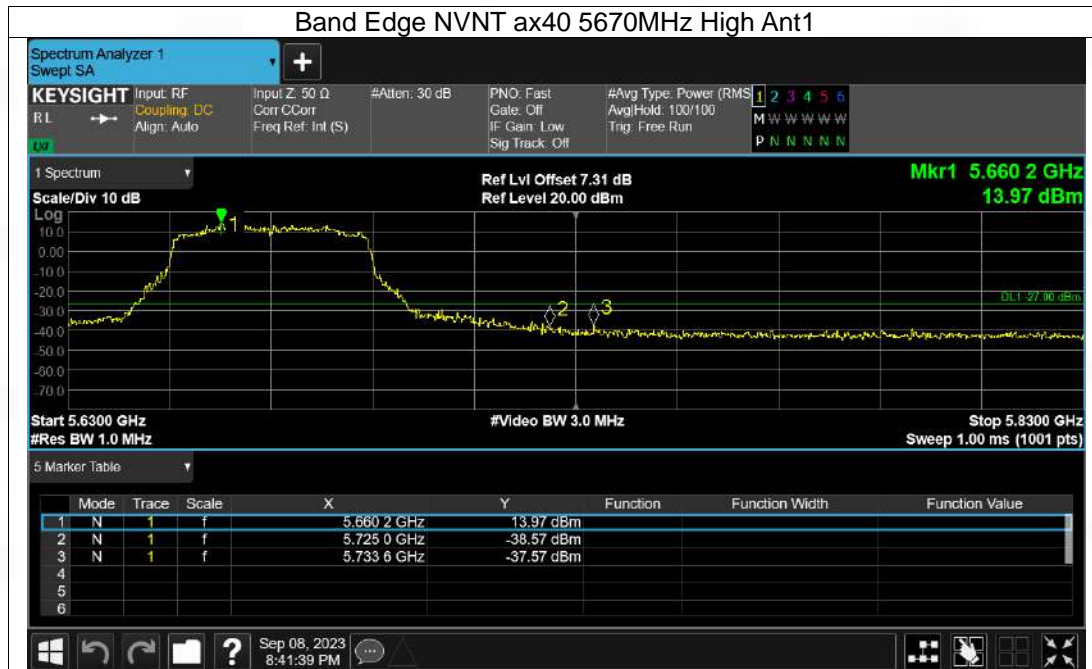 Band Edge NVNT ax40 5670MHz High Ant1
Spectrum Analyzer 1
Swept SA
+
KEYSIGHT Input: RF Input Z: 50 Ω #Atten: 30 dB PNO: Fast #Avg Type: Power (RMS 1 2 3 4 5 6
RL Coupling: DC Corr CCorr Gate: Off Avg|Hold: 100/100 M W W W W W
Align: Auto Freq Ref: Int (S) IF Gain: Low Trig: Free Run
LXI Sig Track: Off P N N N N N
1 Spectrum Ref Lvl Offset 7.31 dB Mkr1 5.660 2 GHz
Scale/Div 10 dB Ref Level 20.00 dBm 13.97 dBm
Log
10.0
0.00
-10.0
-20.0
-30.0
-40.0
-50.0
-60.0
-70.0
1
2
3
DL1 -27.00 dBm
Start 5.6300 GHz #Video BW 3.0 MHz Stop 5.8300 GHz
#Res BW 1.0 MHz Sweep 1.00 ms (1001 pts)
5 Marker Table
Mode Trace Scale X Y Function Function Width Function Value
1 N 1 f 5.660 2 GHz 13.97 dBm
2 N 1 f 5.725 0 GHz -38.57 dBm
3 N 1 f 5.733 6 GHz -37.57 dBm
4
5
6
? Sep 08, 2023
8:41:39 PM